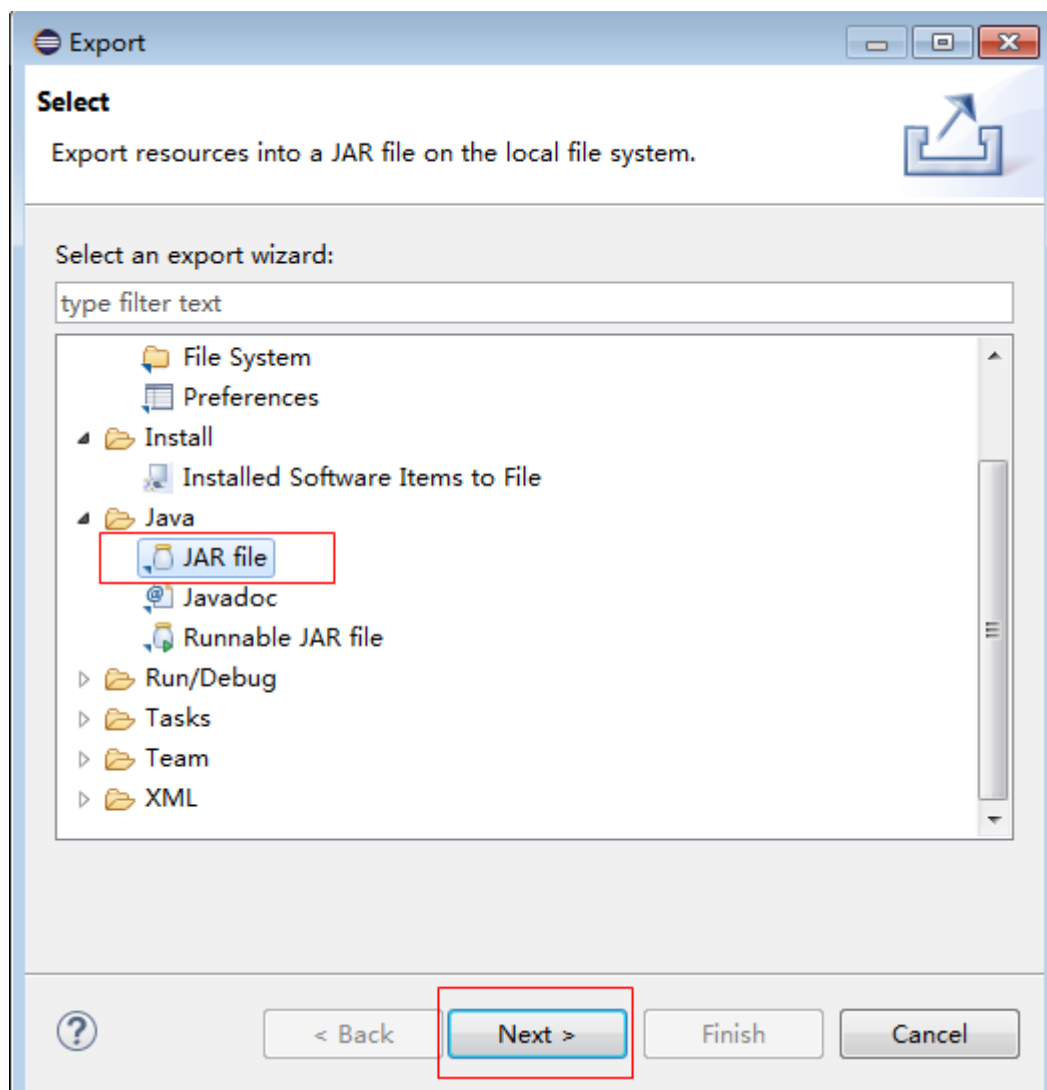 Export
Select
Export resources into a JAR file on the local file system.
Select an export wizard:
type filter text
File System
Preferences
Install
Installed Software Items to File
Java
JAR file
Javadoc
Runnable JAR file
Run/Debug
Tasks
Team
XML
< Back Next > Finish Cancel